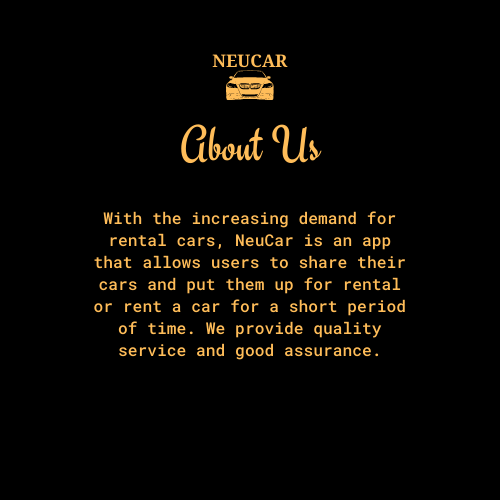 NEUCAR
About Us
With the increasing demand for
rental cars, NeuCar is an app
that allows users to share their
cars and put them up for rental
or rent a car for a short period
of time. We provide quality
service and good assurance.